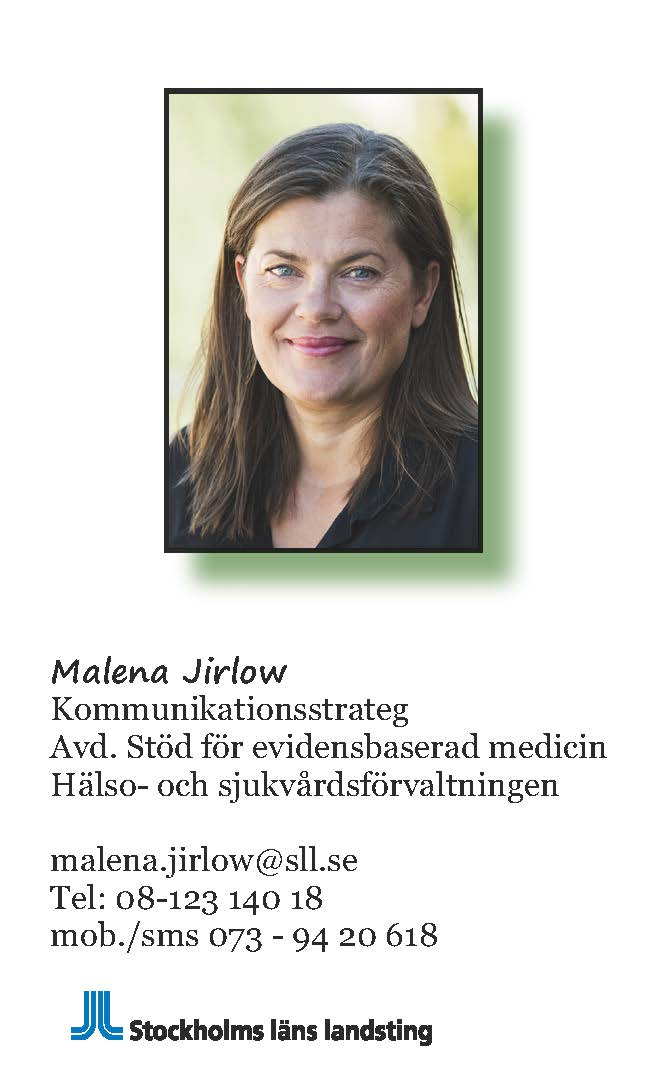 Malena Jirlow
Kommunikationsstrateg
Avd. Stöd för evidensbaserad medicin
Hälso- och sjukvårdsförvaltningen
malena.jirlow@sll.se
Tel: 08-123 140 18
mob./sms 073 - 94 20 618
Stockholms läns landsting